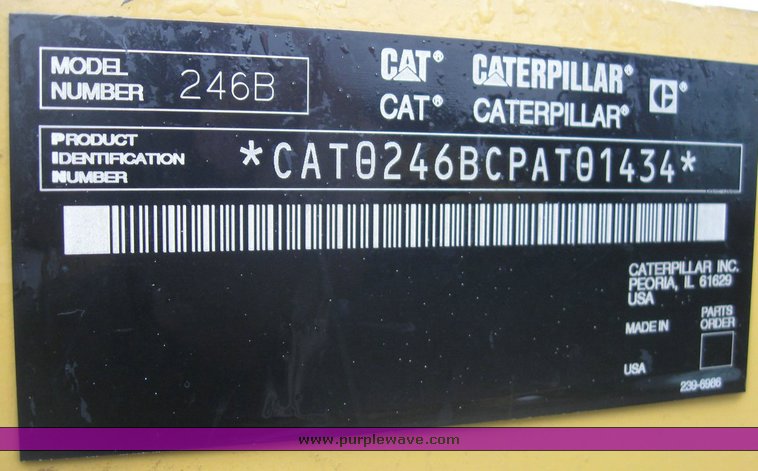 MODEL
NUMBER 246B
CAT® CATERPILLAR®
CAT® CATERPILLAR®
C®
PRODUCT
IDENTIFICATION
NUMBER
*CAT0246BCPAT01434*
CATERPILLAR INC.
PEORIA, IL 61629
USA
MADE IN
USA
PARTS
ORDER
239-6986
www.purplewave.com